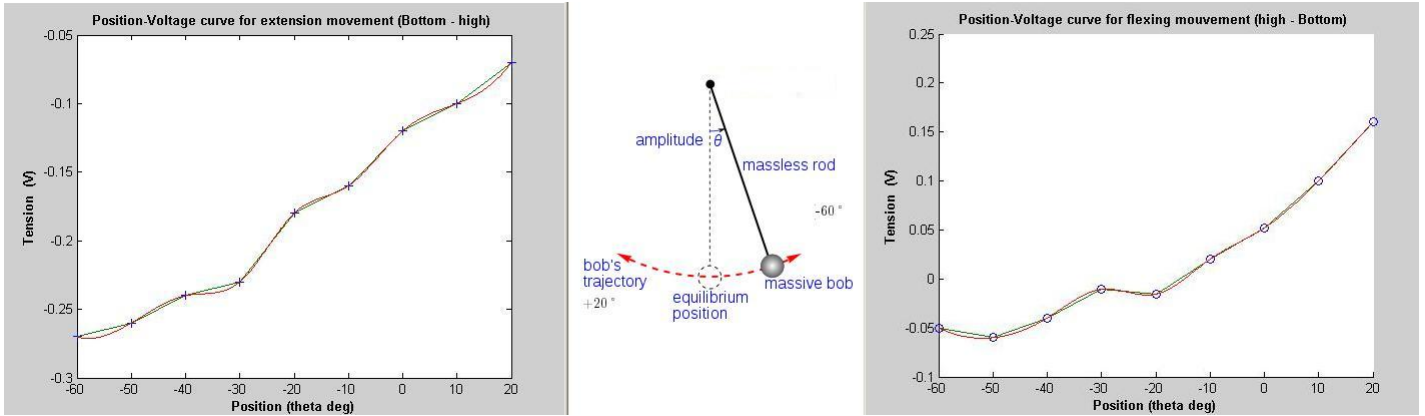 Position-Voltage curve for extension movement (Bottom - high)
-0.05
-0.1
-0.15
-0.2
-0.25
-0.3
Tension (V)
-60
-50
-40
-30
-20
-10
0
10
20
Position (theta deg)
amplitude
θ
massless rod
-60 °
bob's
trajectory
+20 °
equilibrium
position
massive bob
Position-Voltage curve for flexing mouvement (high - Bottom)
0.25
0.2
0.15
0.1
0.05
0
-0.05
-0.1
Tension (V)
-60
-50
-40
-30
-20
-10
0
10
20
Position (theta deg)